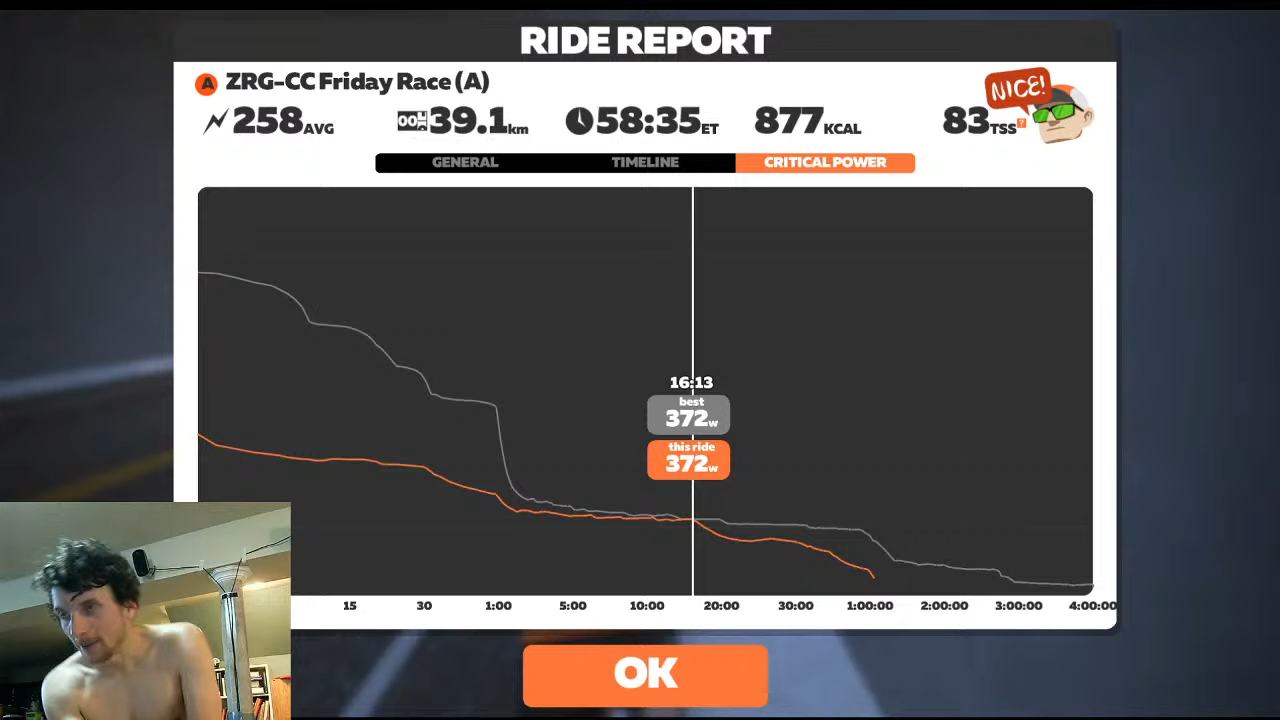 RIDE REPORT
A ZRG-CC Friday Race (A)
NICE!
258AVG 39.1km 58:35ET 877KCAL 83TSS?
GENERAL TIMELINE CRITICAL POWER
16:13
best
372w
this ride
372w
15 30 1:00 5:00 10:00 20:00 30:00 1:00:00 2:00:00 3:00:00 4:00:00
OK